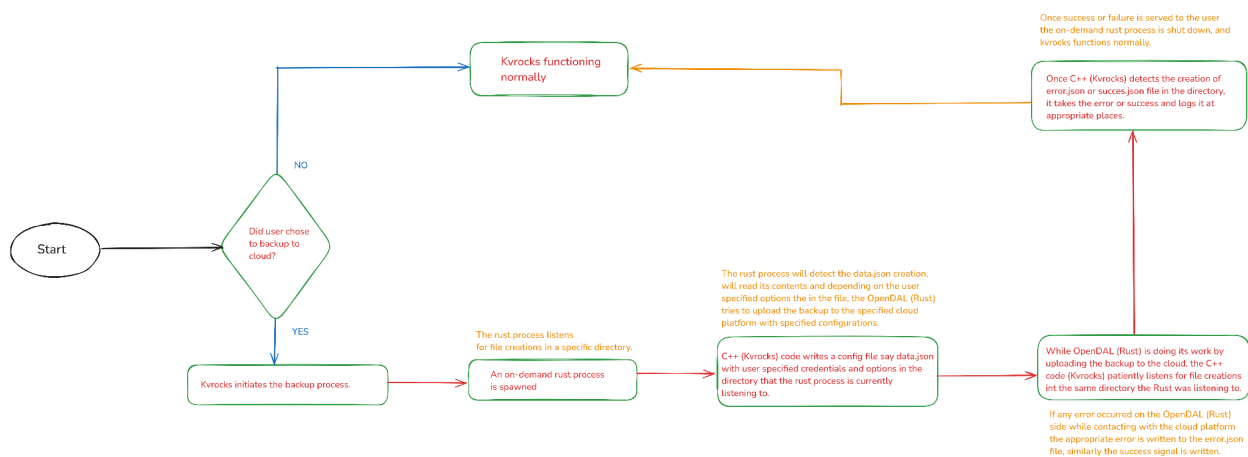 Start
Did user chose
to backup to
cloud?
NO
Kvrocks functioning
normally
YES
Kvrocks initiates the backup process.
The rust process listens
for file creations in a specific directory.
An on-demand rust process
is spawned
The rust process will detect the data.json creation,
will read its contents and depending on the user
specified options the in the file, the OpenDAL (Rust)
tries to upload the backup to the specified cloud
platform with specified configurations.
C++ (Kvrocks) code writes a config file say data.json
with user specified credentials and options in the
directory that the rust process is currently
listening to.
While OpenDAL (Rust) is doing its work by
uploading the backup to the cloud, the C++
code (Kvrocks) patiently listens for file creations
int the same directory the Rust was listening to.
If any error occurred on the OpenDAL (Rust)
side while contacting with the cloud platform
the appropriate error is written to the error.json
file, similarly the success signal is written.
Once C++ (Kvrocks) detects the creation of
error.json or succes.json file in the directory,
it takes the error or success and logs it at
appropriate places.
Once success or failure is served to the user
the on-demand rust process is shut down, and
kvrocks functions normally.